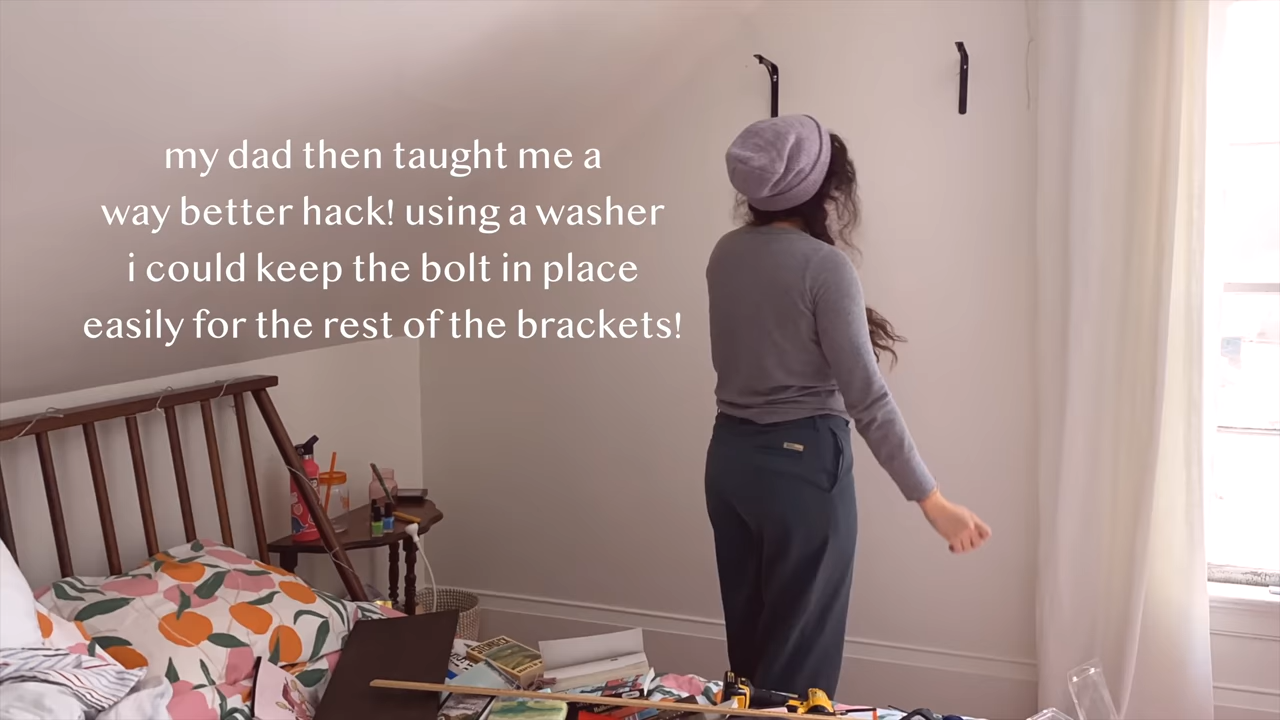 my dad then taught me a
way better hack! using a washer
i could keep the bolt in place
easily for the rest of the brackets!